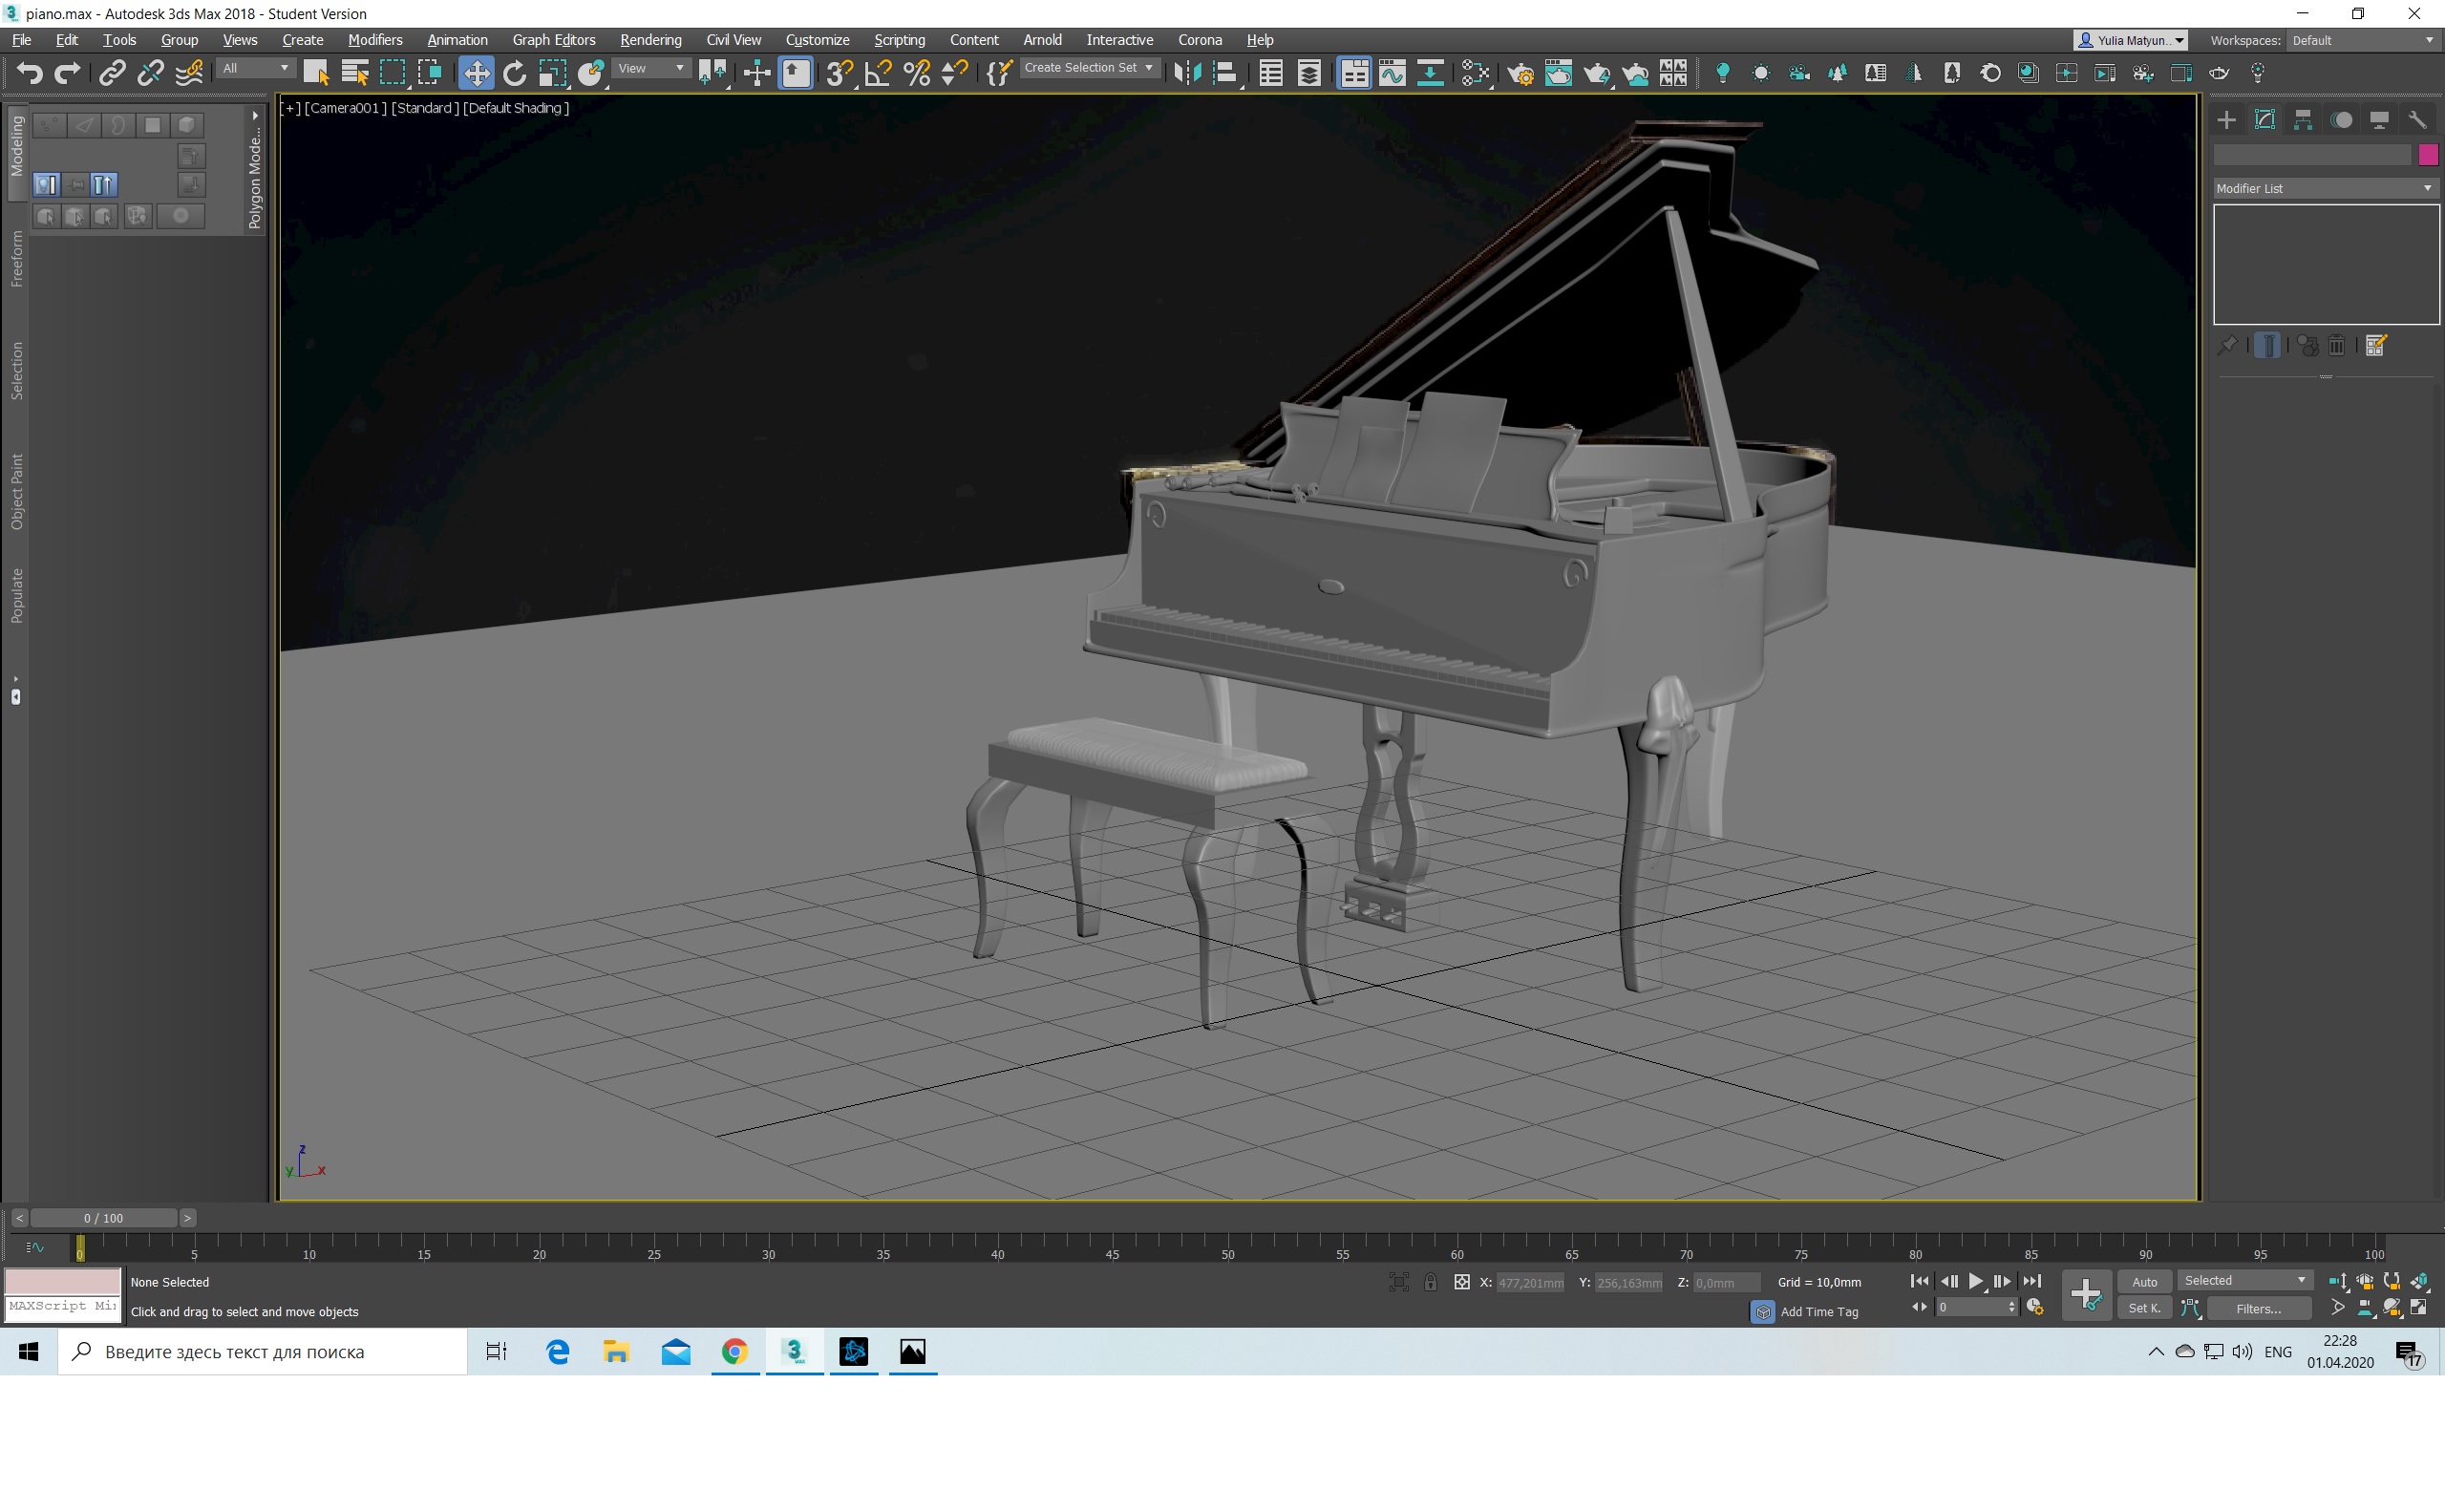 piano.max - Autodesk 3ds Max 2018 - Student Version
File Edit Tools Group Views Create Modifiers Animation Graph Editors Rendering Civil View Customize Scripting Content Arnold Interactive Corona Help
Yulia Matyun... Workspaces: Default
All View Create Selection Set
[+] [Camera001] [Standard] [Default Shading]
Modeling
Freeform
Selection
Object Paint
Populate
Polygon Mode...
Modifier List
z
y x
0 / 100
0 5 10 15 20 25 30 35 40 45 50 55 60 65 70 75 80 85 90 95 100
None Selected
X: 477,201mm Y: 256,163mm Z: 0,0mm Grid = 10,0mm
Auto Selected
MAXScript Mi
Click and drag to select and move objects
Add Time Tag
0
Set K. Filters...
Введите здесь текст для поиска
ENG
22:28
01.04.2020
17